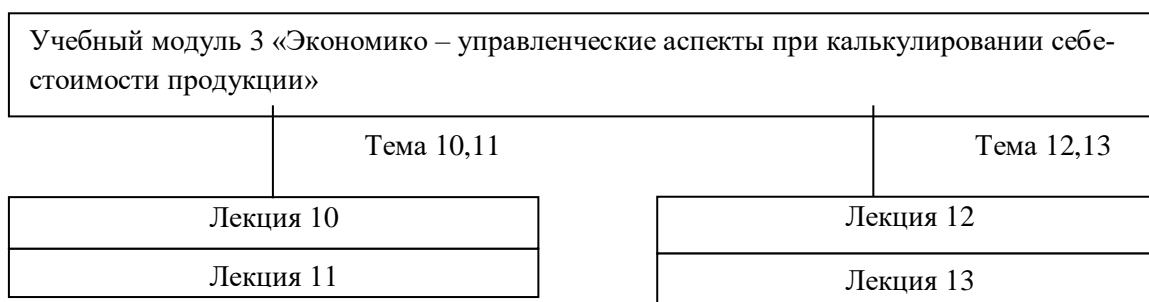 Учебный модуль 3 «Экономико – управленческие аспекты при калькулировании себе-
стоимости продукции»
Тема 10,11
Тема 12,13
Лекция 10
Лекция 12
Лекция 11
Лекция 13